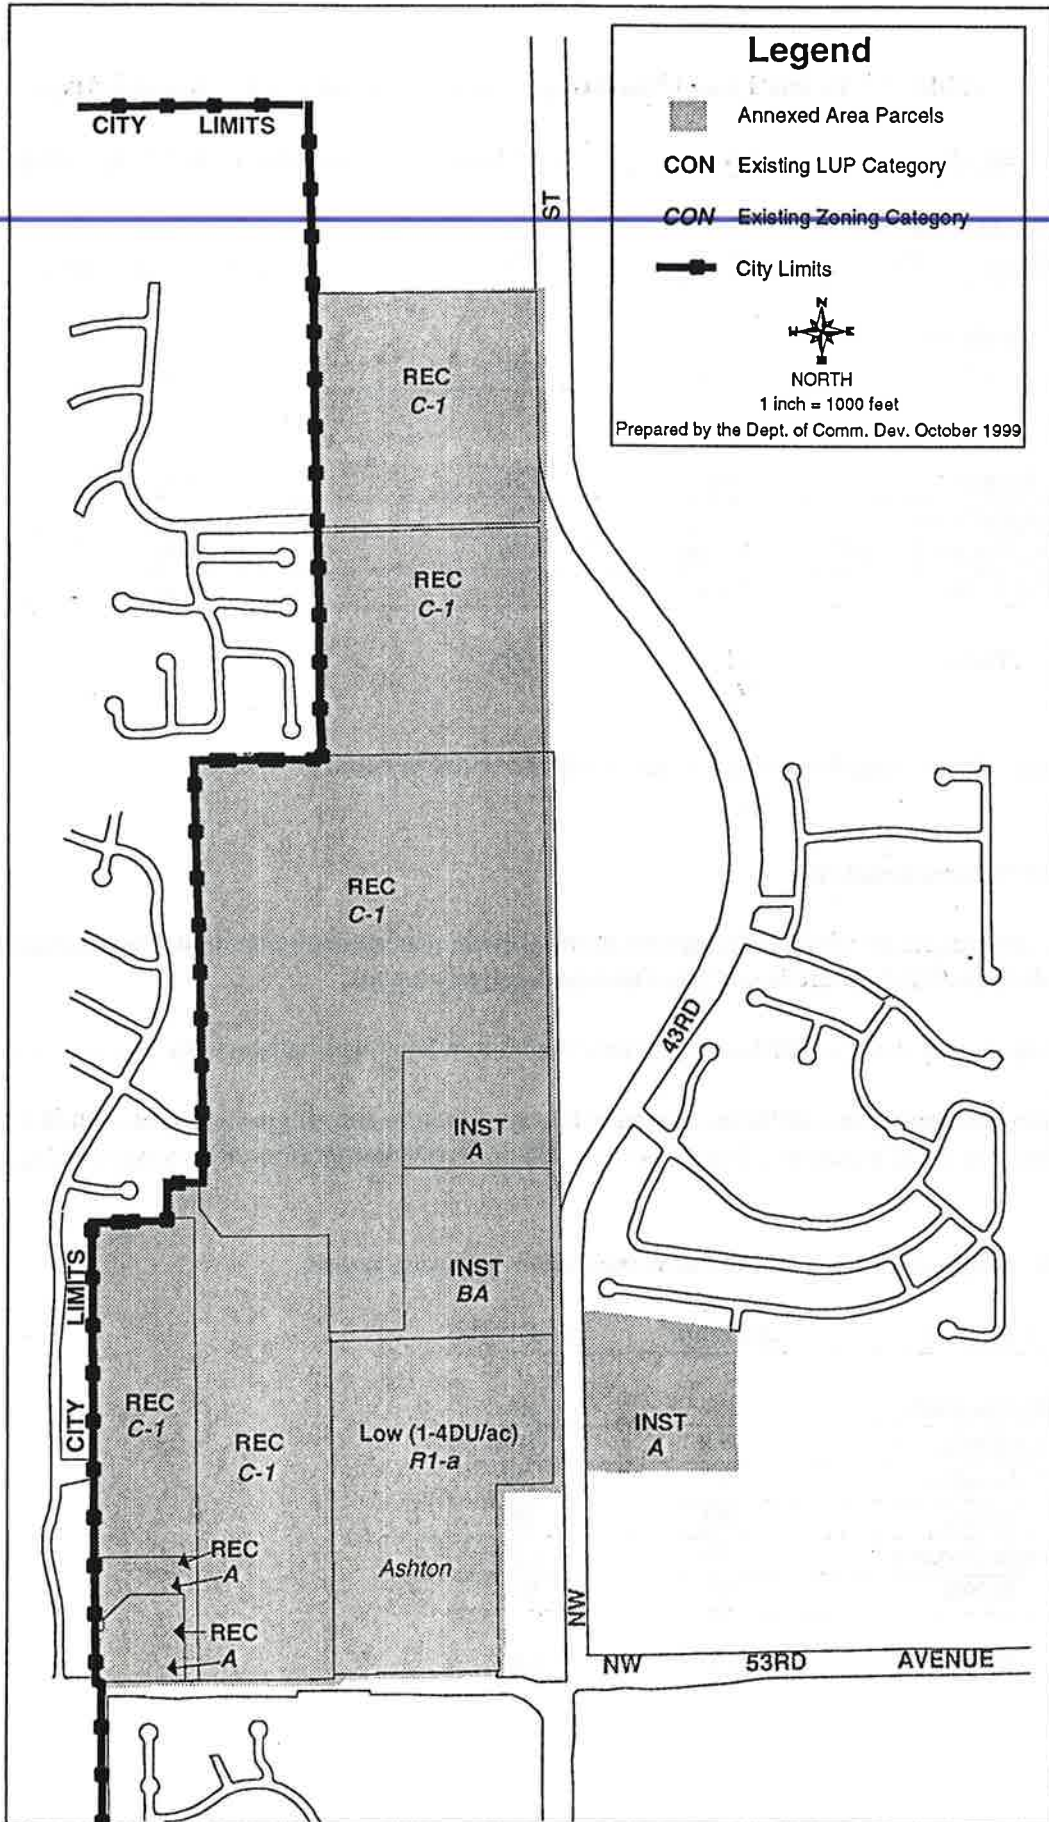 Legend
Annexed Area Parcels
CON Existing LUP Category
CON Existing Zoning Category
City Limits
N
E
NORTH
1 inch = 1000 feet
Prepared by the Dept. of Comm. Dev. October 1999
CITY LIMITS
ST
REC
C-1
REC
C-1
REC
C-1
43RD
INST
A
INST
BA
CITY LIMITS
REC
C-1
REC
C-1
Low (1-4DU/ac)
R1-a
INST
A
REC
A
Ashton
REC
A
NW
NW 53RD AVENUE